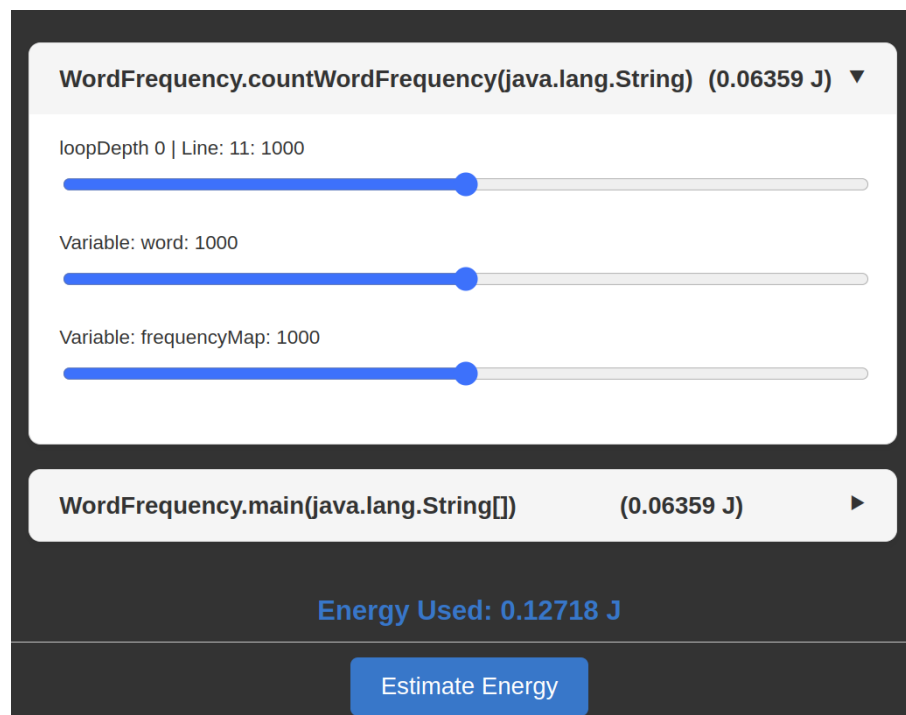 WordFrequency.countWordFrequency(java.lang.String) (0.06359 J) ▼
loopDepth 0 | Line: 11: 1000
Variable: word: 1000
Variable: frequencyMap: 1000
WordFrequency.main(java.lang.String[]) (0.06359 J) ▶
Energy Used: 0.12718 J
Estimate Energy